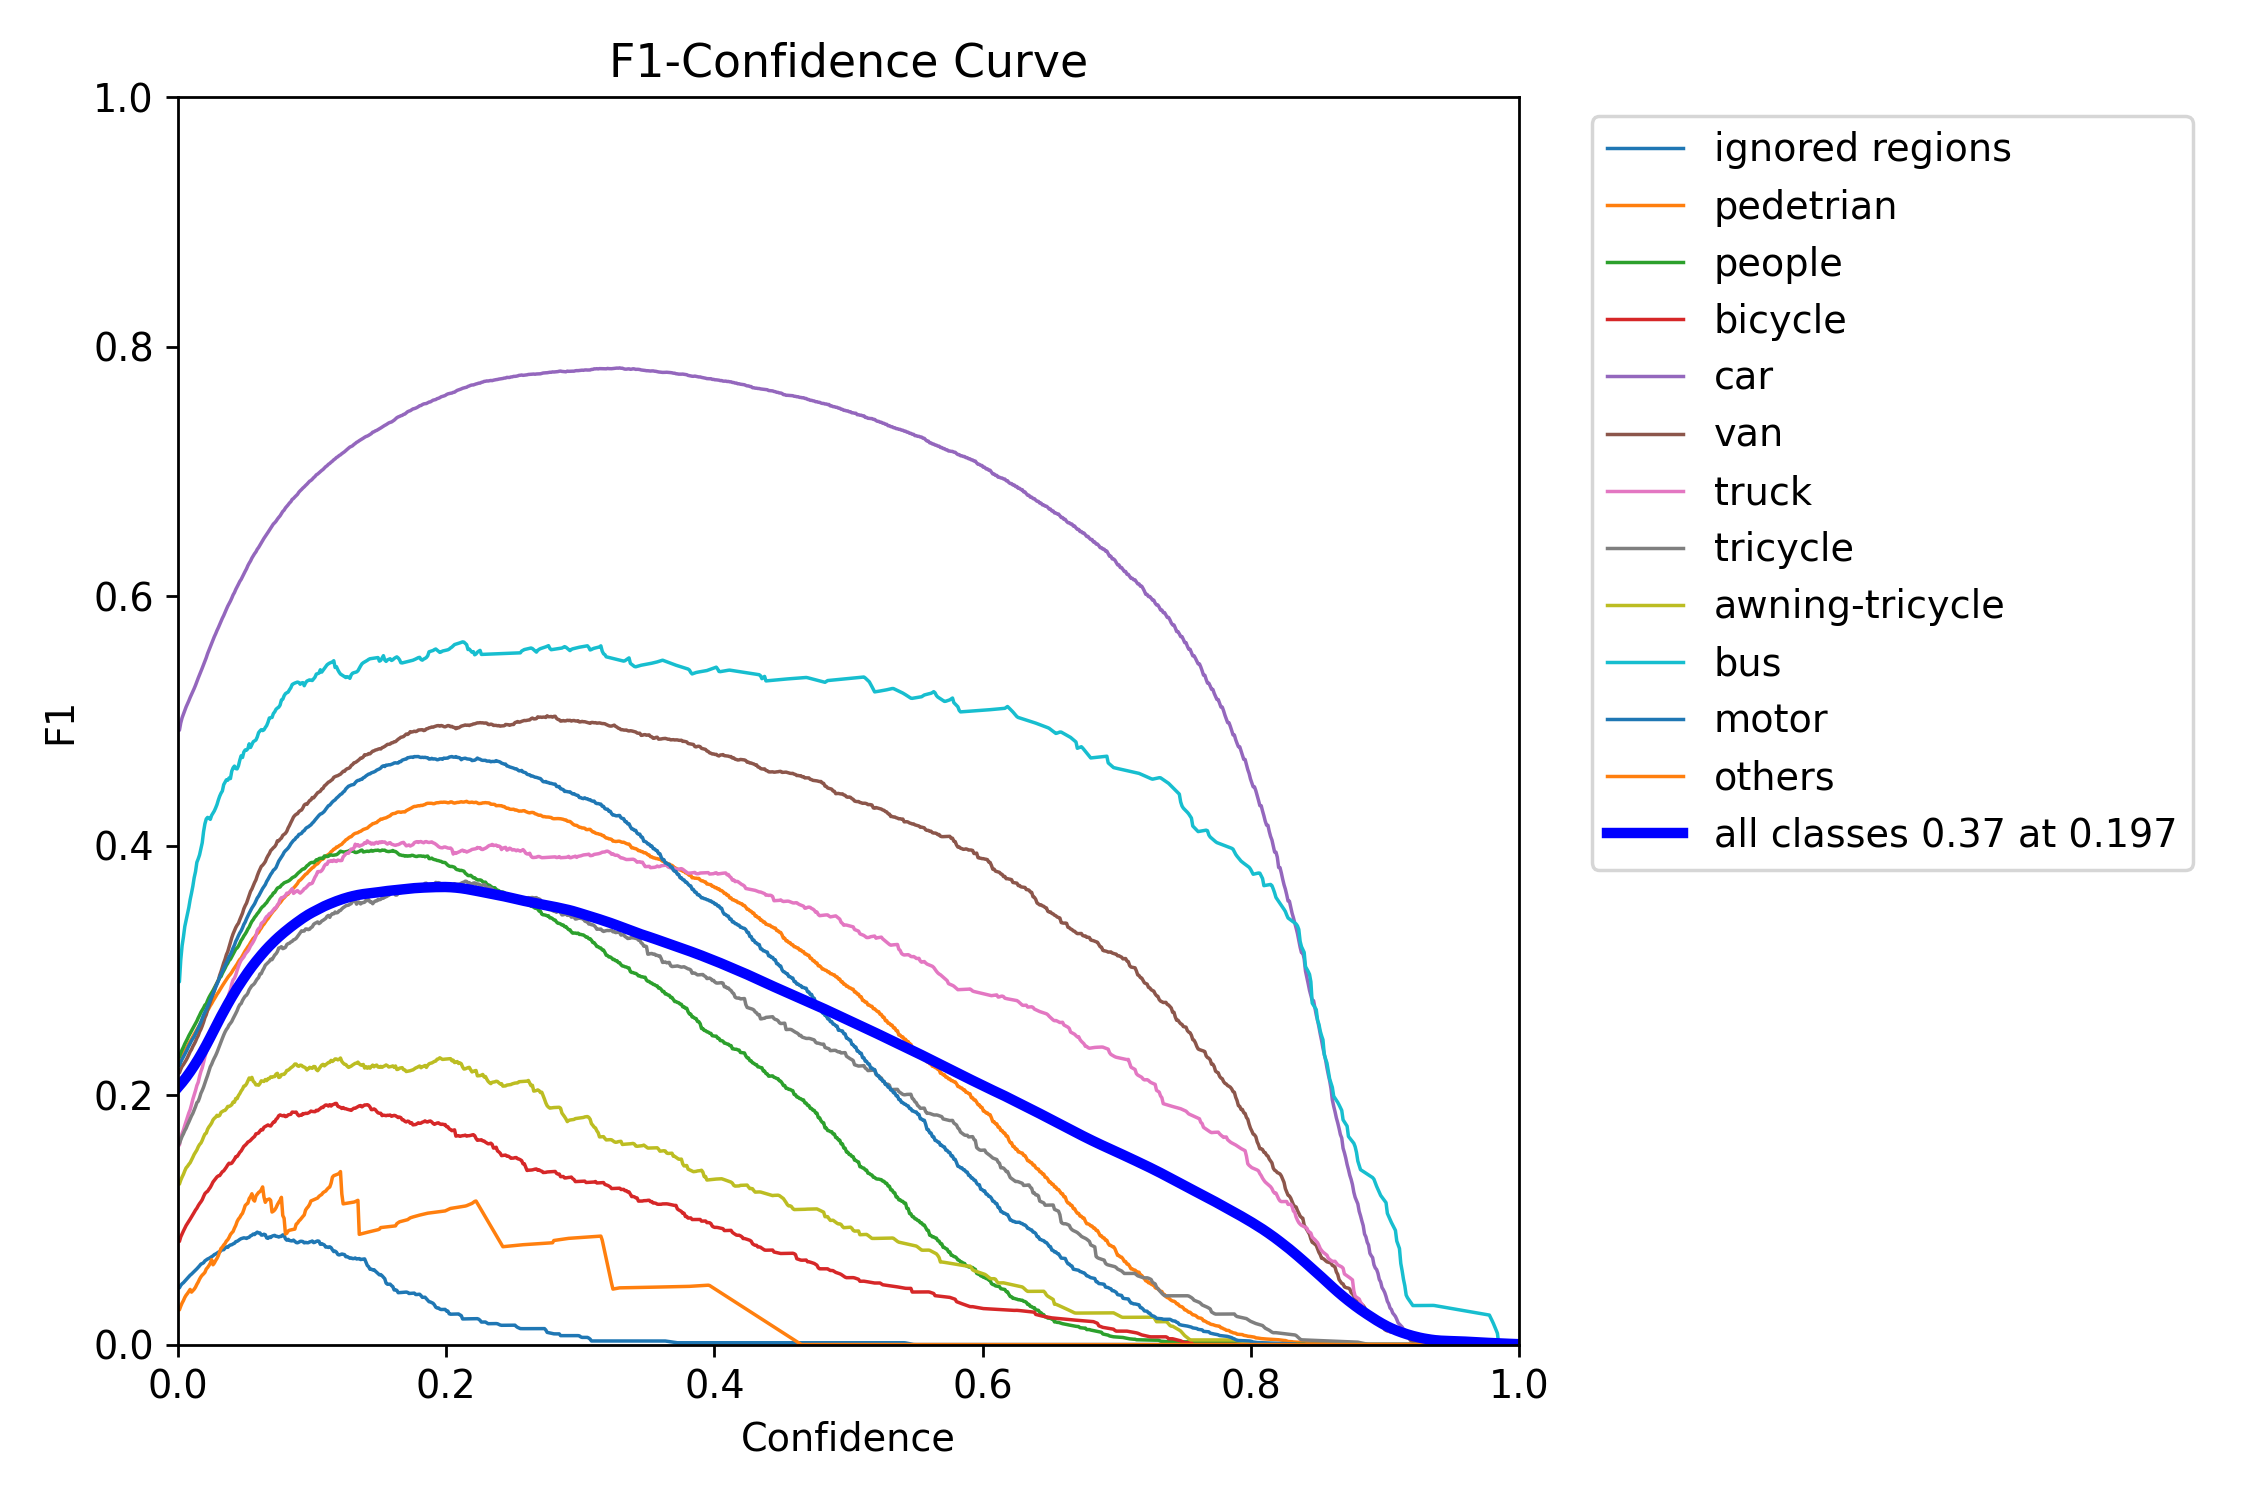 F1-Confidence Curve
1.0
0.8
0.6
0.4
0.2
0.0
F1
0.0 0.2 0.4 0.6 0.8 1.0
Confidence
ignored regions
pedetrian
people
bicycle
car
van
truck
tricycle
awning-tricycle
bus
motor
others
all classes 0.37 at 0.197